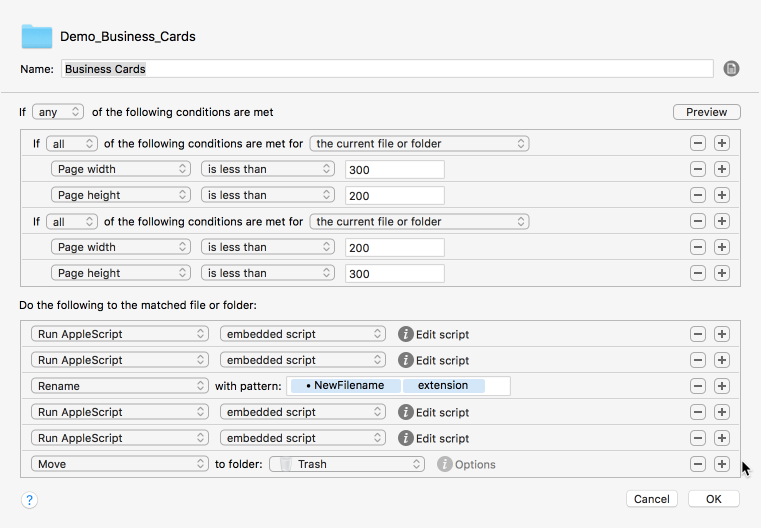 Demo_Business_Cards
Name: Business Cards
If any of the following conditions are met Preview
If all of the following conditions are met for the current file or folder
Page width is less than 300
Page height is less than 200
If all of the following conditions are met for the current file or folder
Page width is less than 200
Page height is less than 300
Do the following to the matched file or folder:
Run AppleScript embedded script i Edit script
Run AppleScript embedded script i Edit script
Rename with pattern: • NewFilename extension
Run AppleScript embedded script i Edit script
Run AppleScript embedded script i Edit script
Move to folder: Trash i Options
? Cancel OK